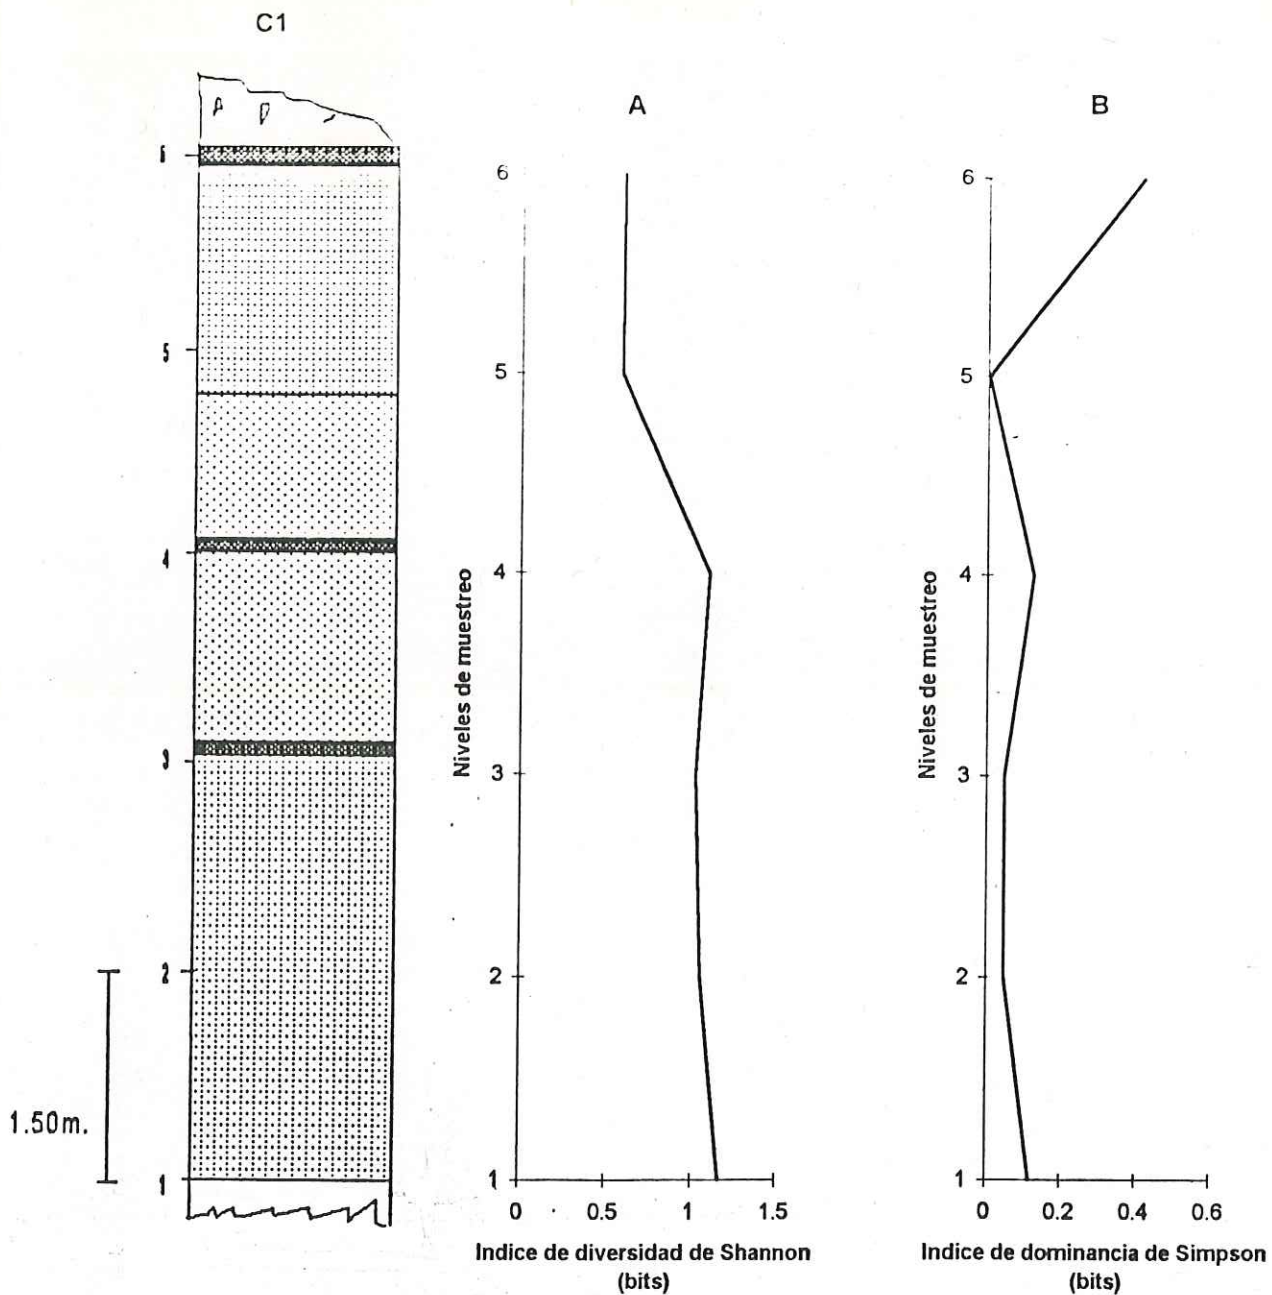 C1
A
B
6
5
4
3
2
1
1.50m.
6
5
4
3
2
1
Niveles de muestreo
0 0.5 1 1.5
Indice de diversidad de Shannon
(bits)
6
5
4
3
2
1
Niveles de muestreo
0 0.2 0.4 0.6
Indice de dominancia de Simpson
(bits)